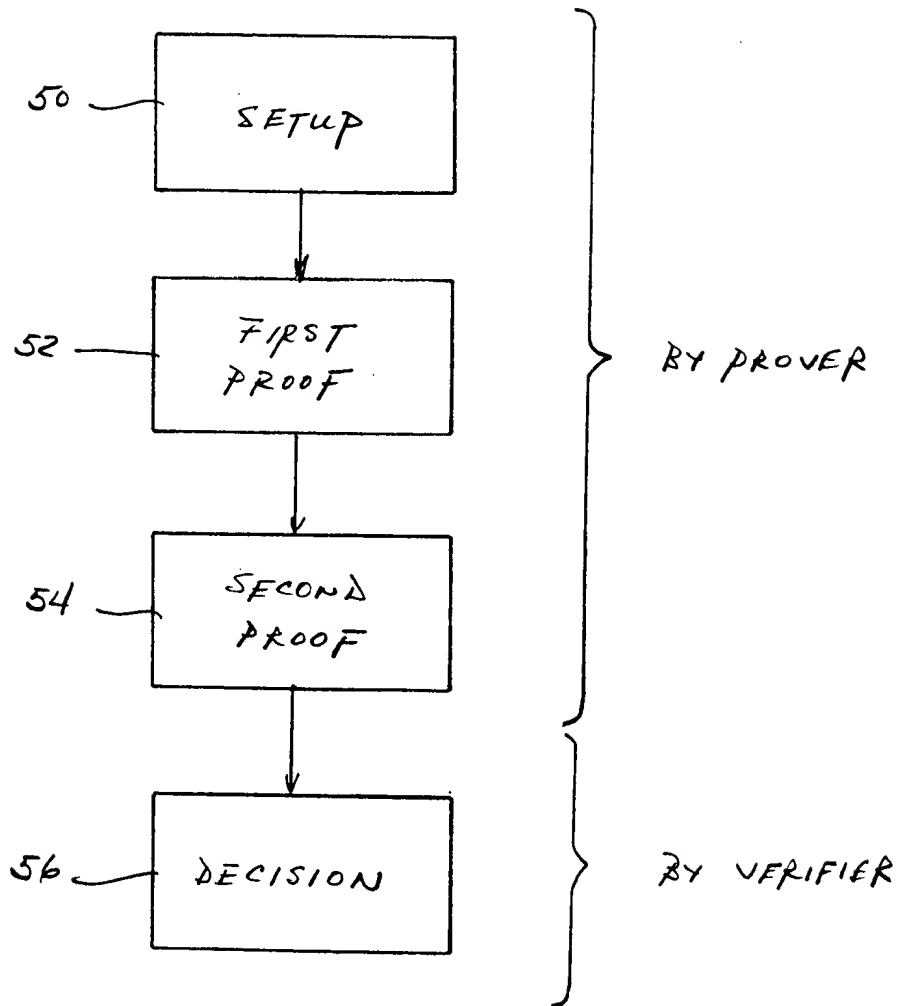 50
SETUP
52
FIRST
PROOF
BY PROVER
54
SECOND
PROOF
56
DECISION
BY VERIFIER